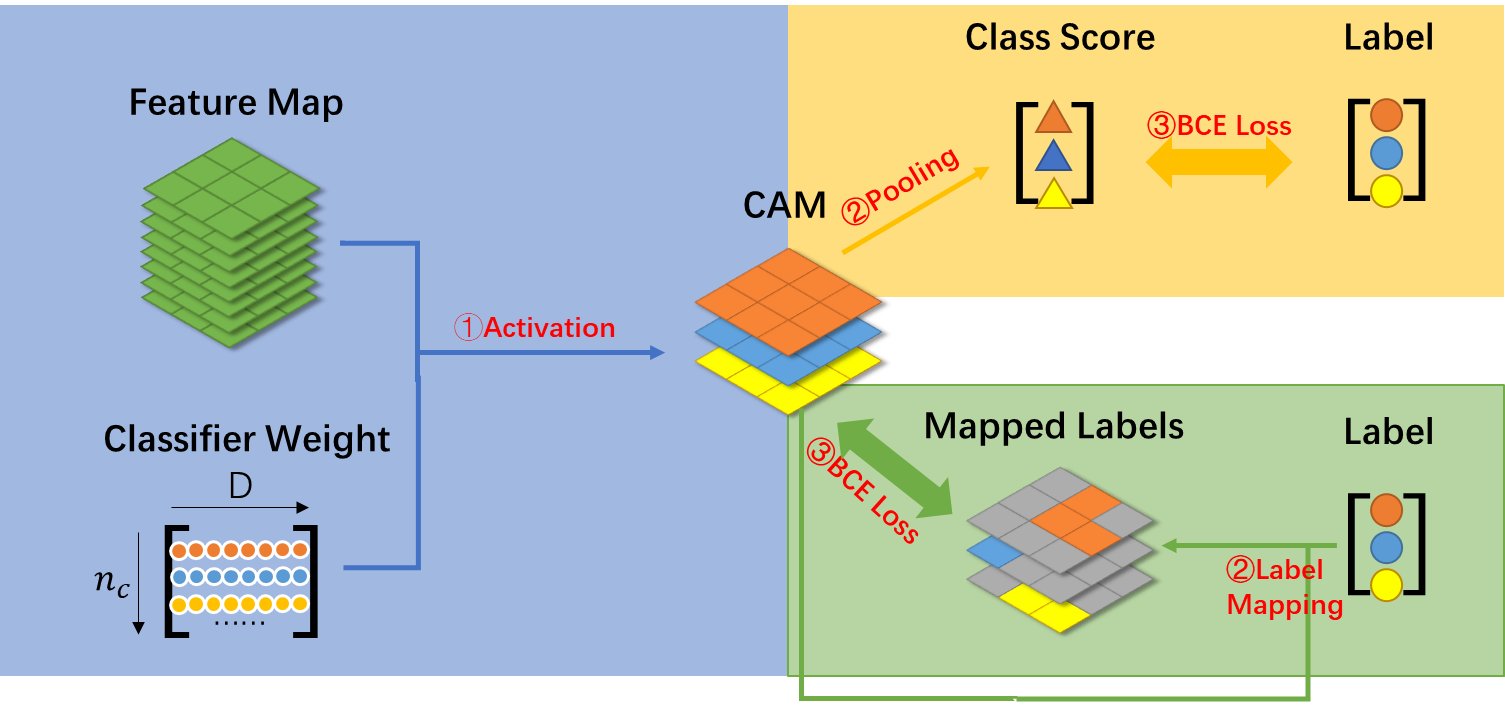 Class Score
Label
Feature Map
③BCE Loss
②Pooling
CAM
①Activation
Classifier Weight
D
n_c
......
Mapped Labels
Label
③BCE Loss
②Label
Mapping